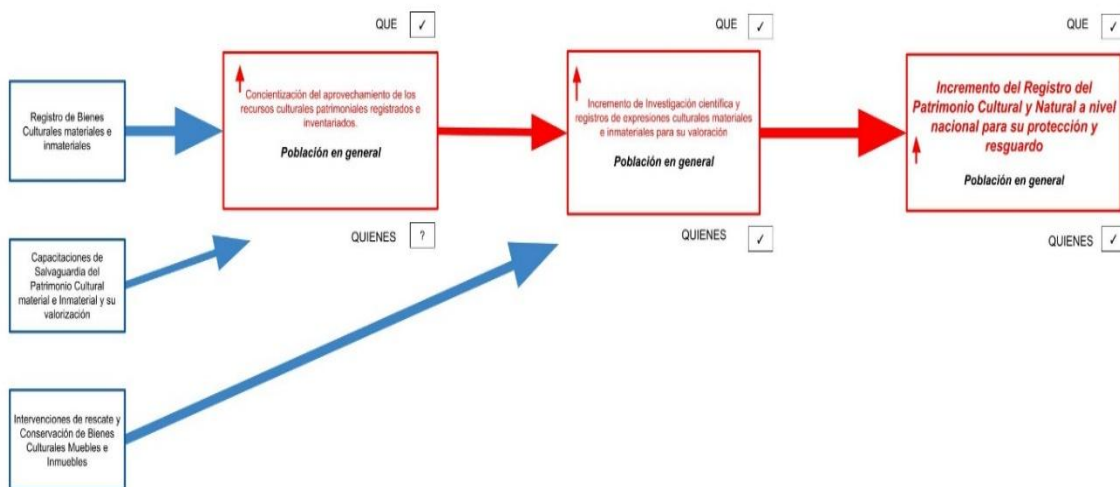 QUE ✓
QUE ✓
QUE ✓
Registro de Bienes
Culturales materiales e
inmateriales
Concientización del aprovechamiento de los
recursos culturales patrimoniales registrados e
inventariados.
Población en general
Incremento de Investigación científica y
registros de expresiones culturales materiales
e inmateriales para su valoración
Población en general
Incremento del Registro del
Patrimonio Cultural y Natural a nivel
nacional para su protección y
resguardo
Población en general
QUIENES ?
QUIENES ✓
QUIENES ✓
Capacitaciones de
Salvaguardia del
Patrimonio Cultural
material e Inmaterial y su
valorización
Intervenciones de rescate y
Conservación de Bienes
Culturales Muebles e
Inmuebles